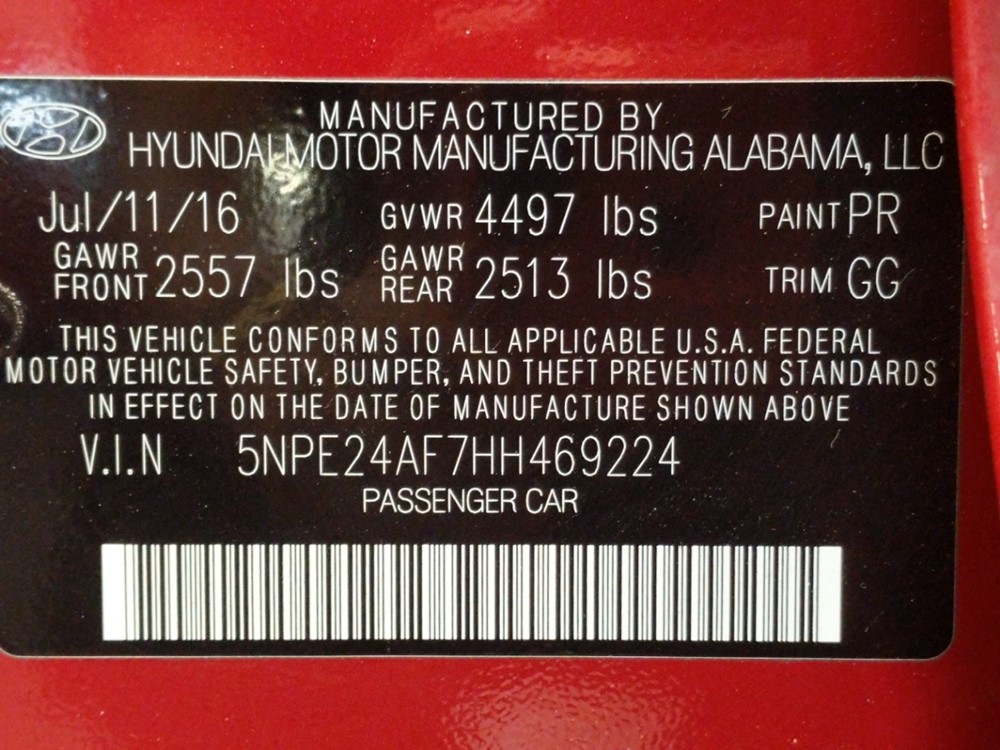 MANUFACTURED BY
HYUNDAI MOTOR MANUFACTURING ALABAMA, LLC
Jul/11/16 GVWR 4497 lbs PAINT PR
GAWR FRONT 2557 lbs GAWR REAR 2513 lbs TRIM GG
THIS VEHICLE CONFORMS TO ALL APPLICABLE U.S.A. FEDERAL
MOTOR VEHICLE SAFETY, BUMPER, AND THEFT PREVENTION STANDARDS
IN EFFECT ON THE DATE OF MANUFACTURE SHOWN ABOVE
V.I.N 5NPE24AF7HH469224
PASSENGER CAR